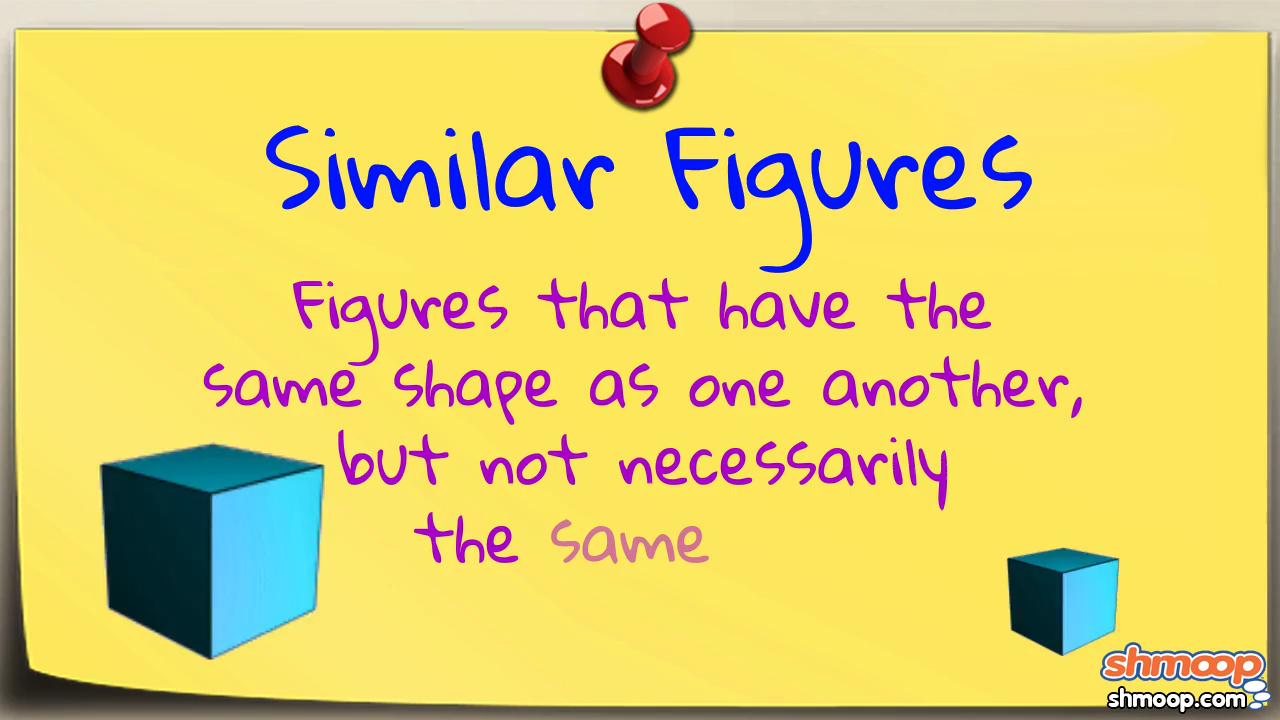 Similar Figures
Figures that have the
same shape as one another,
but not necessarily
the same
shmoop
shmoop.com